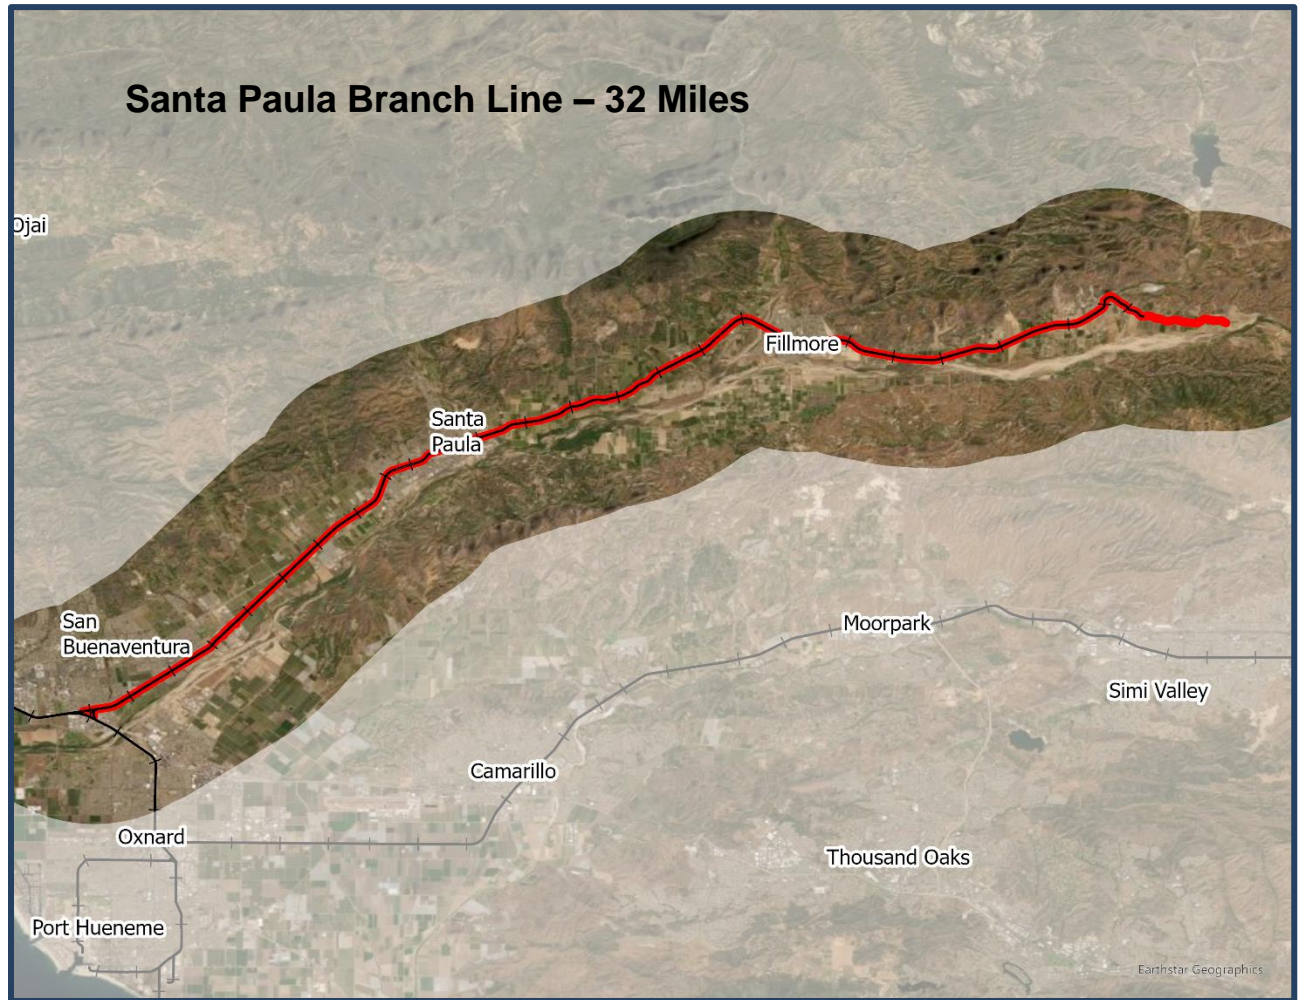 Santa Paula Branch Line – 32 Miles
Ojai
Fillmore
Santa
Paula
San
Buenaventura
Moorpark
Simi Valley
Camarillo
Oxnard
Thousand Oaks
Port Hueneme
Earthstar Geographics